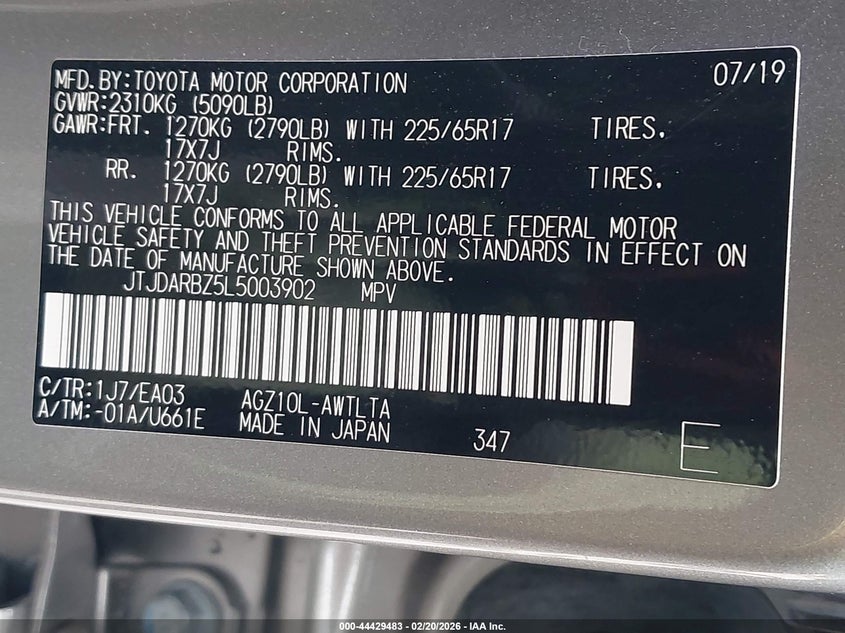 MFD.BY:TOYOTA MOTOR CORPORATION 07/19
GVWR:2310KG (5090LB)
GAWR:FRT. 1270KG (2790LB) WITH 225/65R17 TIRES.
17X7J RIMS.
RR. 1270KG (2790LB) WITH 225/65R17 TIRES.
17X7J RIMS.
THIS VEHICLE CONFORMS TO ALL APPLICABLE FEDERAL MOTOR
VEHICLE SAFETY AND THEFT PREVENTION STANDARDS IN EFFECT ON
THE DATE OF MANUFACTURE SHOWN ABOVE.
JTJDARBZ5L5003902 MPV
C/TR:1J7/EA03 AGZ10L-AWTLTA
A/TM:-01A/U661E MADE IN JAPAN 347 E
000-44429483 - 02/20/2026 - IAA Inc.